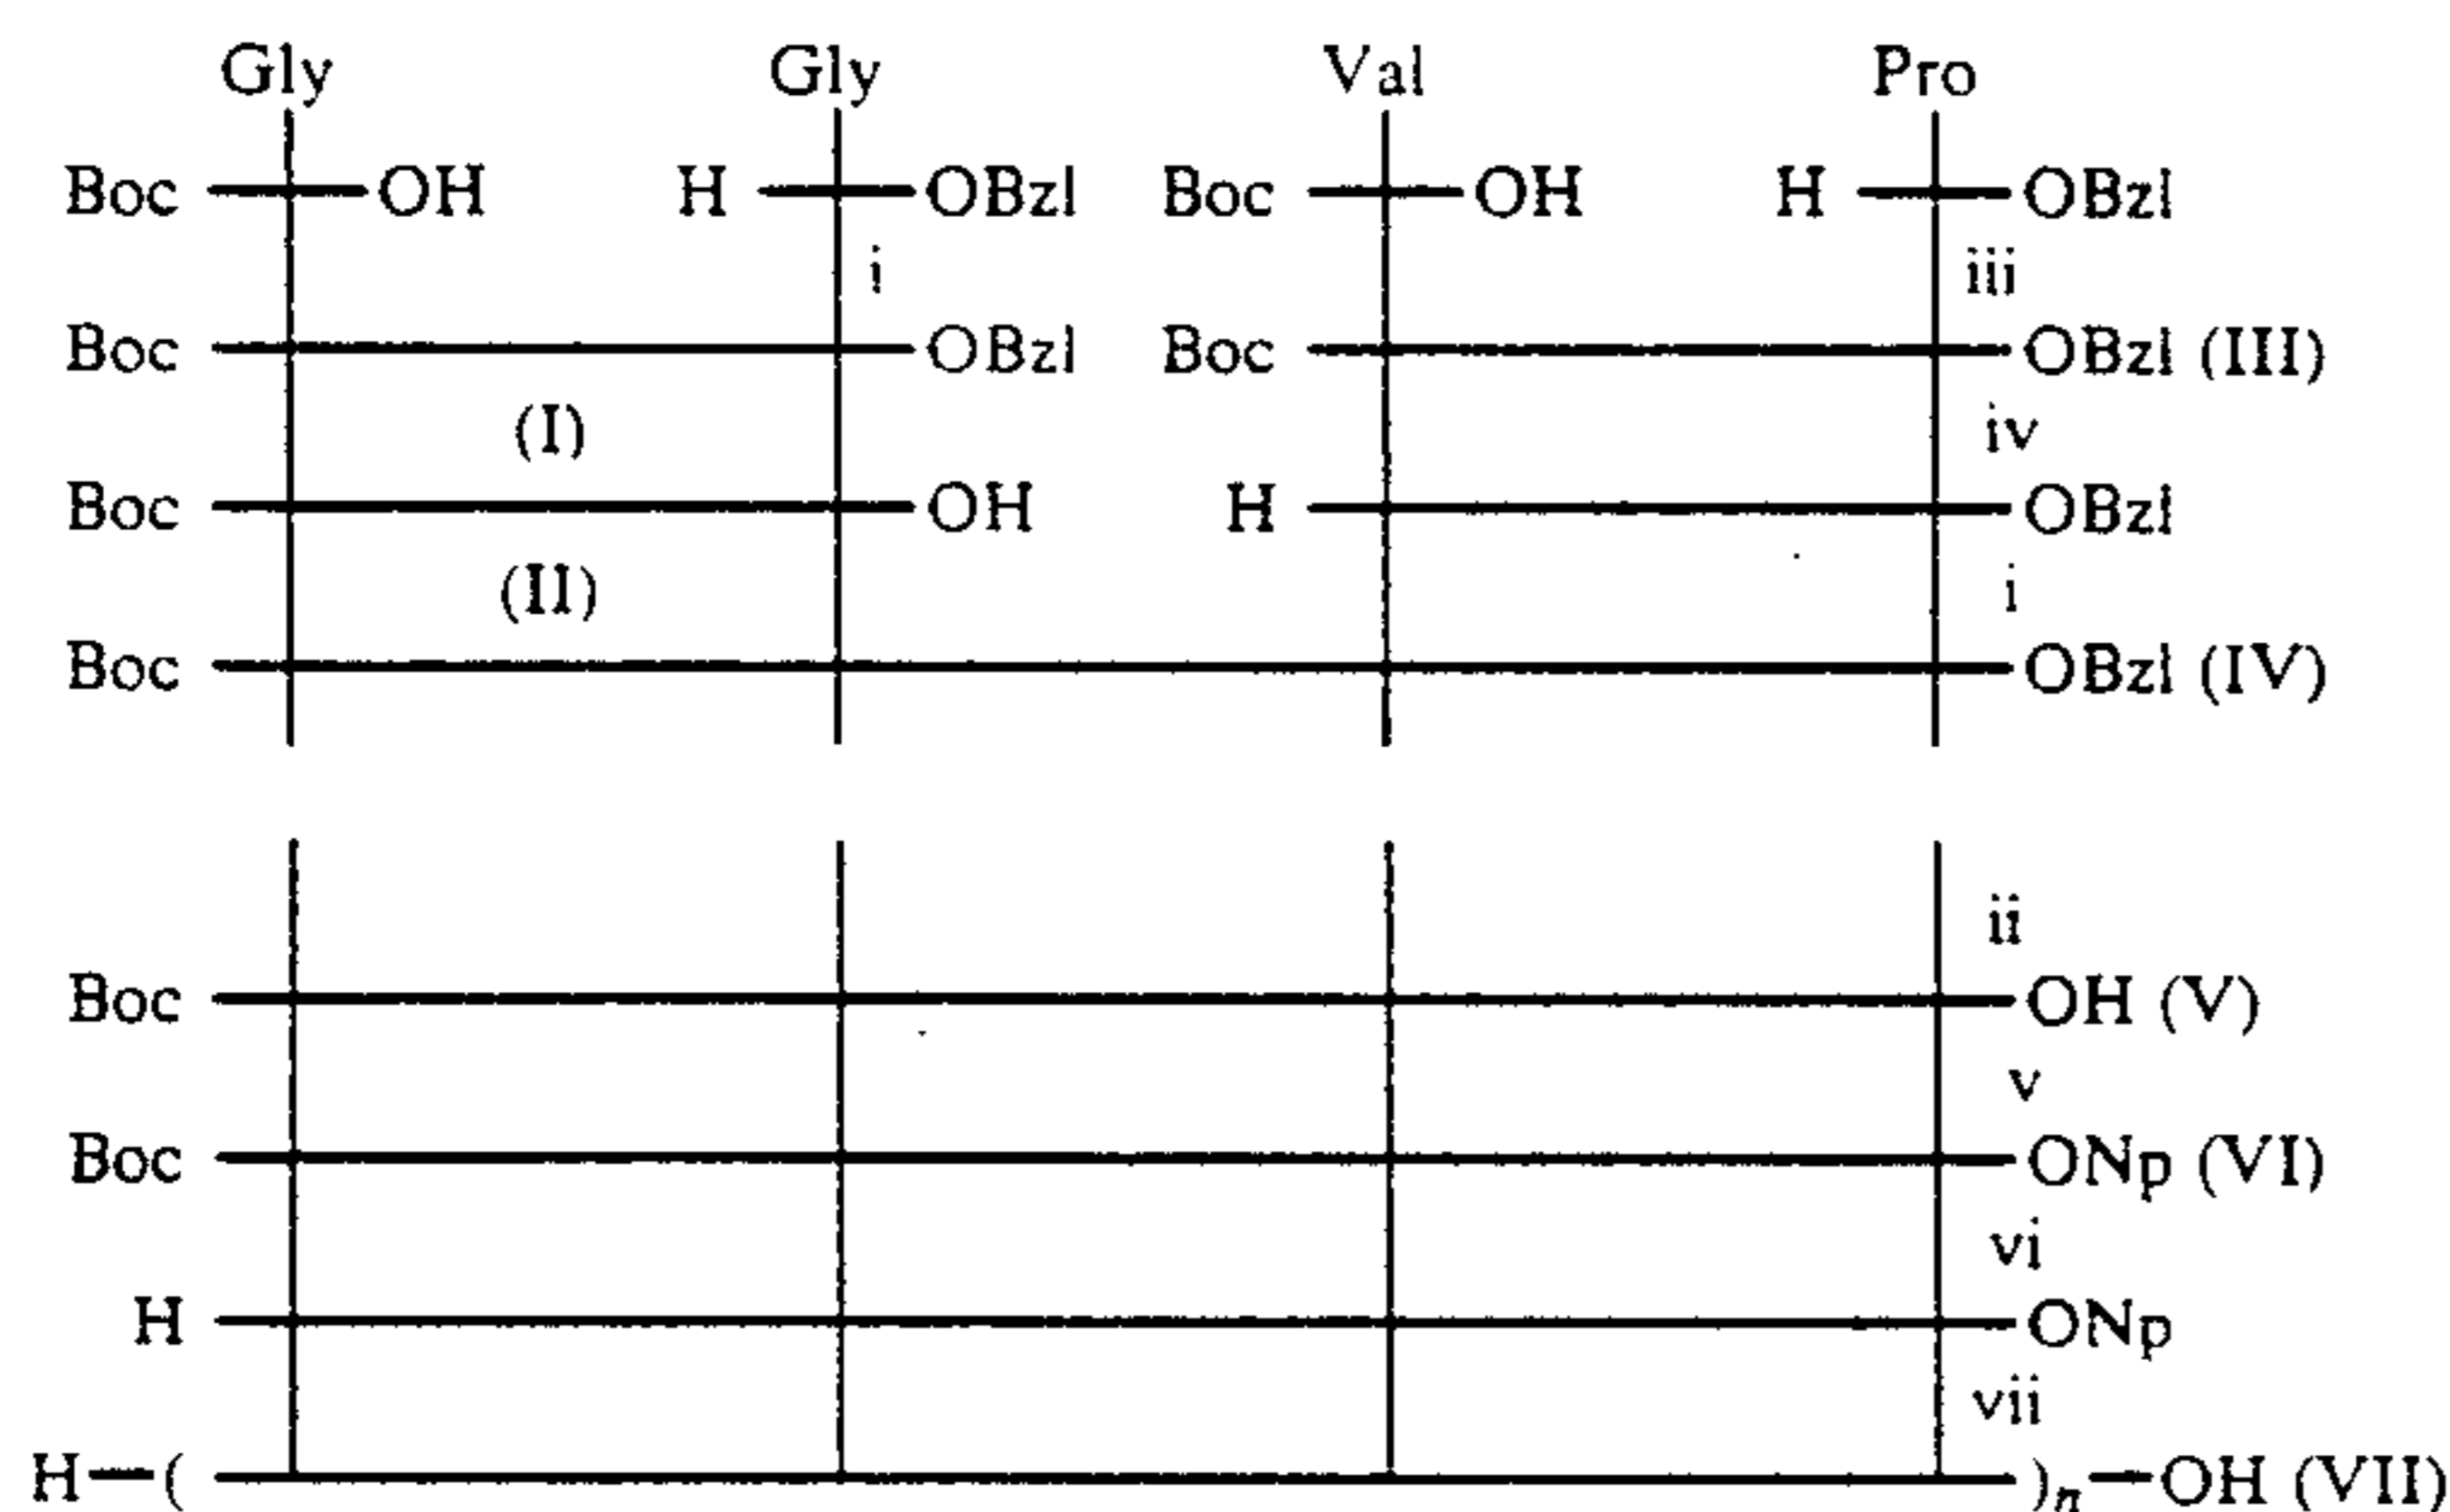 Gly Gly Val Pro
Boc OH H OBzl Boc OH H OBzl
i iii
Boc OBzl Boc OBzl (III)
(I) iv
Boc OH H OBzl
(II) i
Boc OBzl (IV)
ii
Boc OH (V)
v
Boc ONp (VI)
vi
H ONp
vii
H—( )n—OH (VII)